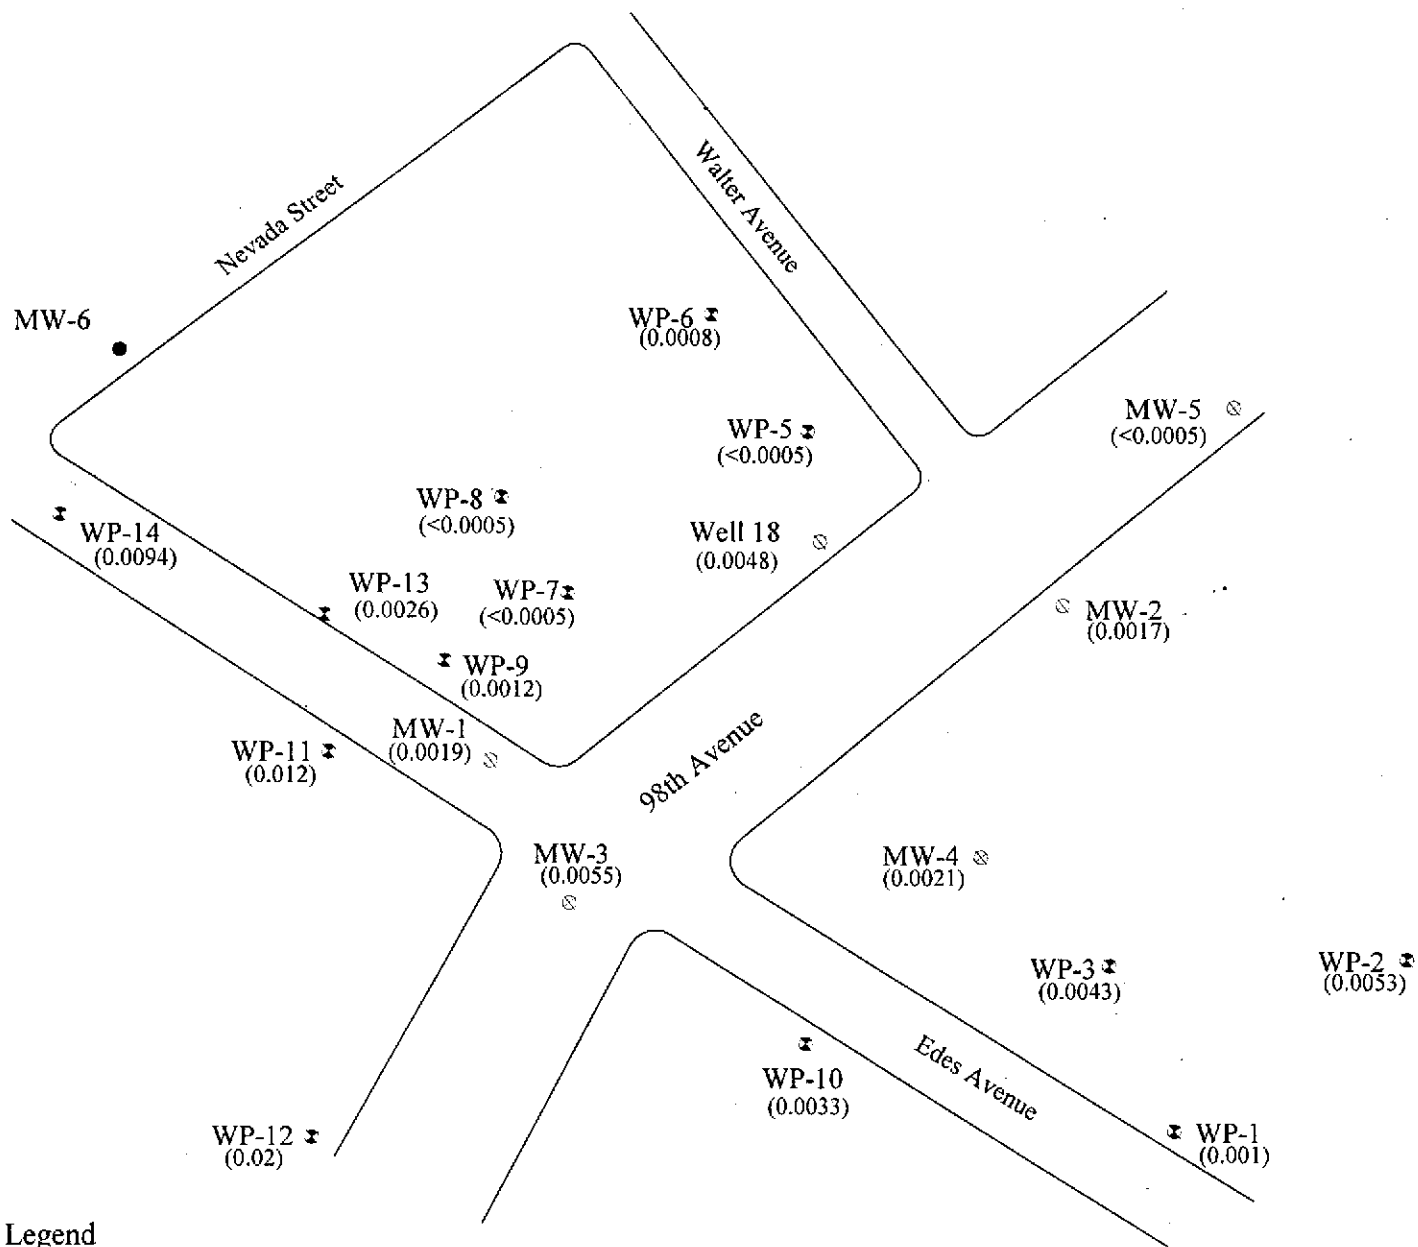 Nevada Street
Walter Avenue
MW-6
WP-6
(0.0008)
MW-5
(<0.0005)
WP-5
(<0.0005)
WP-8
(<0.0005)
WP-14
(0.0094)
Well 18
(0.0048)
WP-13
(0.0026)
WP-7
(<0.0005)
MW-2
(0.0017)
WP-9
(0.0012)
MW-1
(0.0019)
WP-11
(0.012)
98th Avenue
MW-3
(0.0055)
MW-4
(0.0021)
WP-3
(0.0043)
WP-2
(0.0053)
Edes Avenue
WP-10
(0.0033)
WP-12
(0.02)
WP-1
(0.001)
Legend